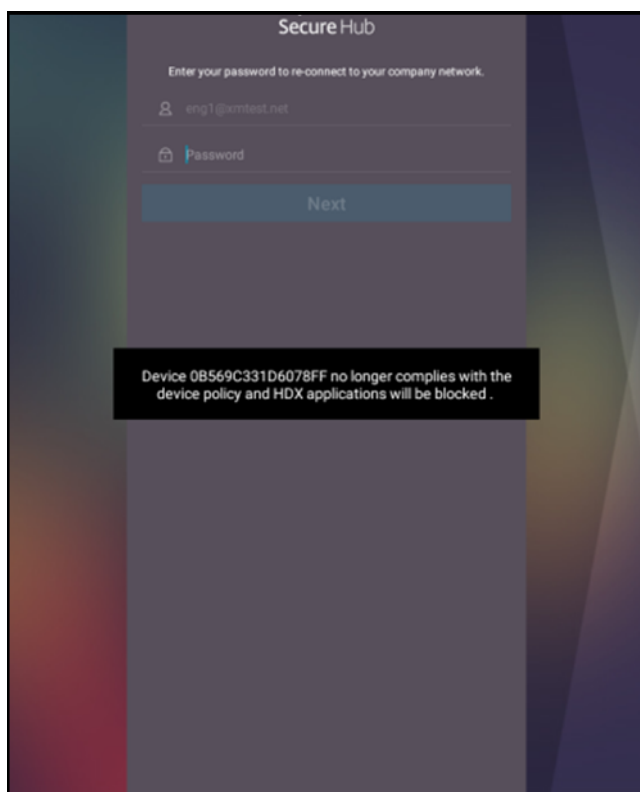 Secure Hub
Enter your password to re-connect to your company network.
eng1@xmtest.net
Password
Next
Device 0B569C331D6078FF no longer complies with the
device policy and HDX applications will be blocked .